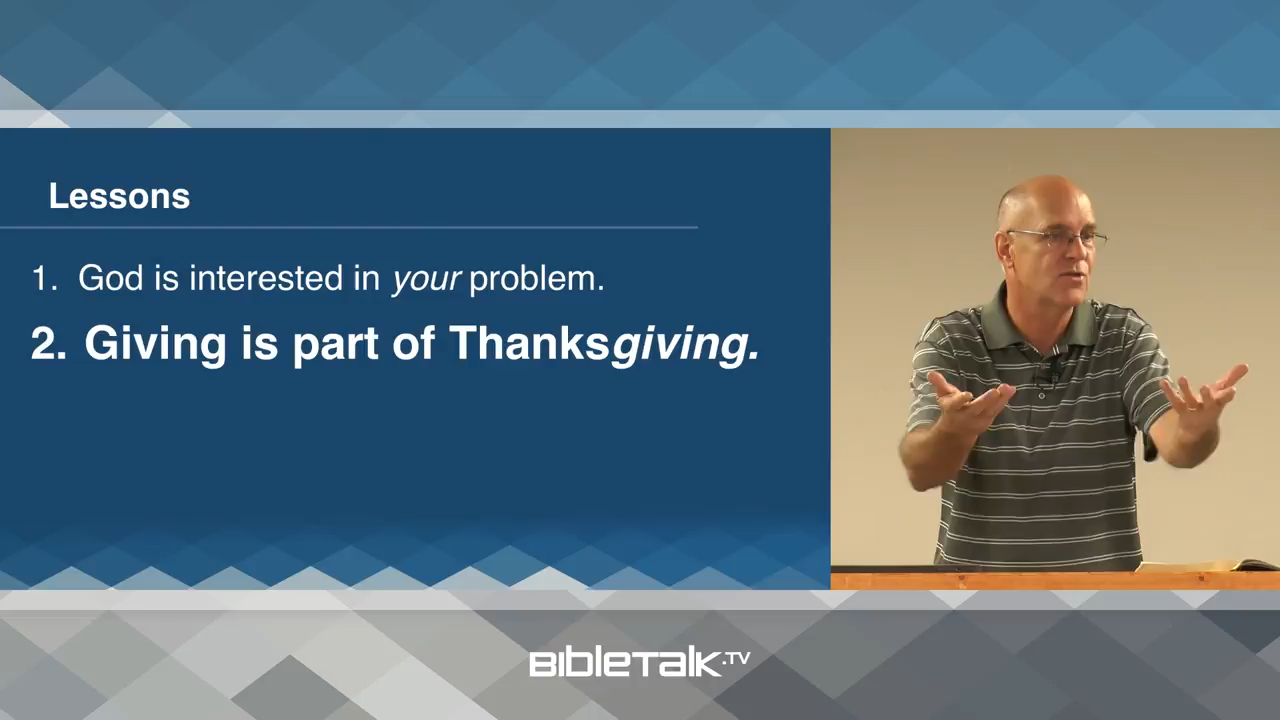 Lessons
1. God is interested in your problem.
2. Giving is part of Thanksgiving.
BIBLETALK.TV